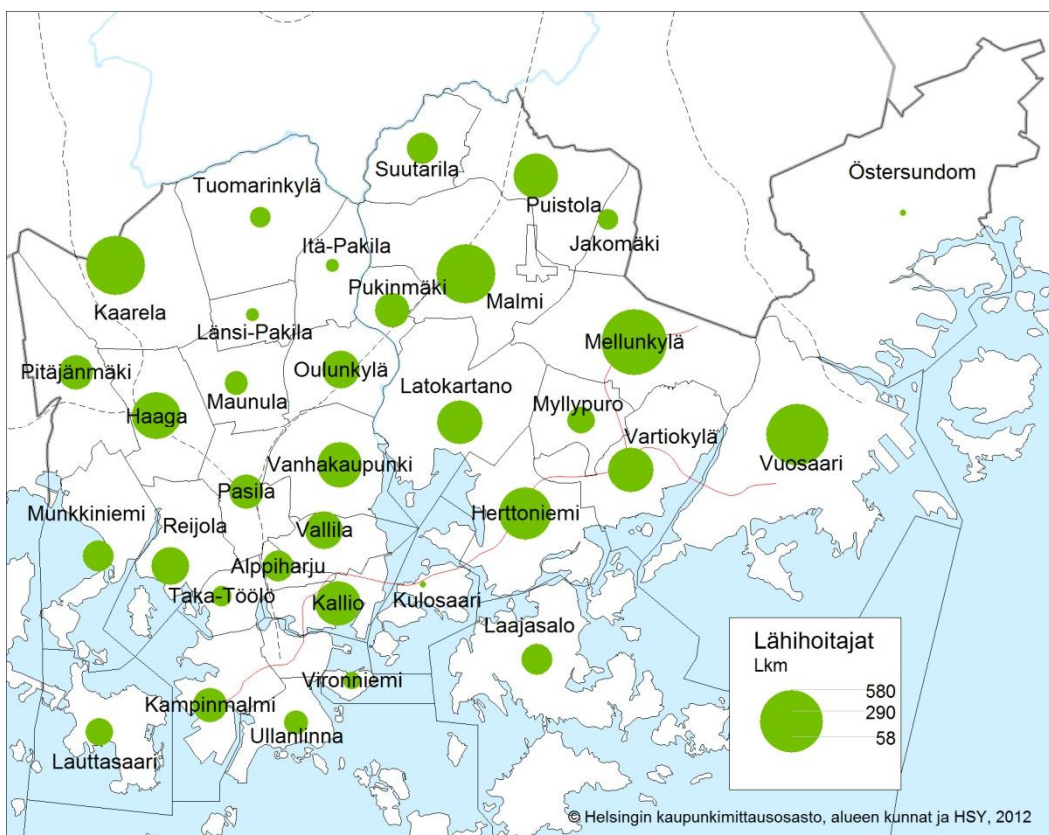 Suutarila
Östersundom
Tuomarinkylä
Puistola
Itä-Pakila
Jakomäki
Pukinmäki
Malmi
Kaarela
Länsi-Pakila
Mellunkylä
Pitäjänmäki
Oulunkylä
Latokartano
Maunula
Myllypuro
Haaga
Vartiokylä
Vanhakaupunki
Vuosaari
Pasila
Munkkiniemi
Reijola
Herttoniemi
Vallila
Alppiharju
Taka-Töölö
Kallio
Kulosaari
Laajasalo
Vironniemi
Kampinmalmi
Ullanlinna
Lauttasaari
Lähihoitajat
Lkm
580
290
58
© Helsingin kaupunkimittausosasto, alueen kunnat ja HSY, 2012